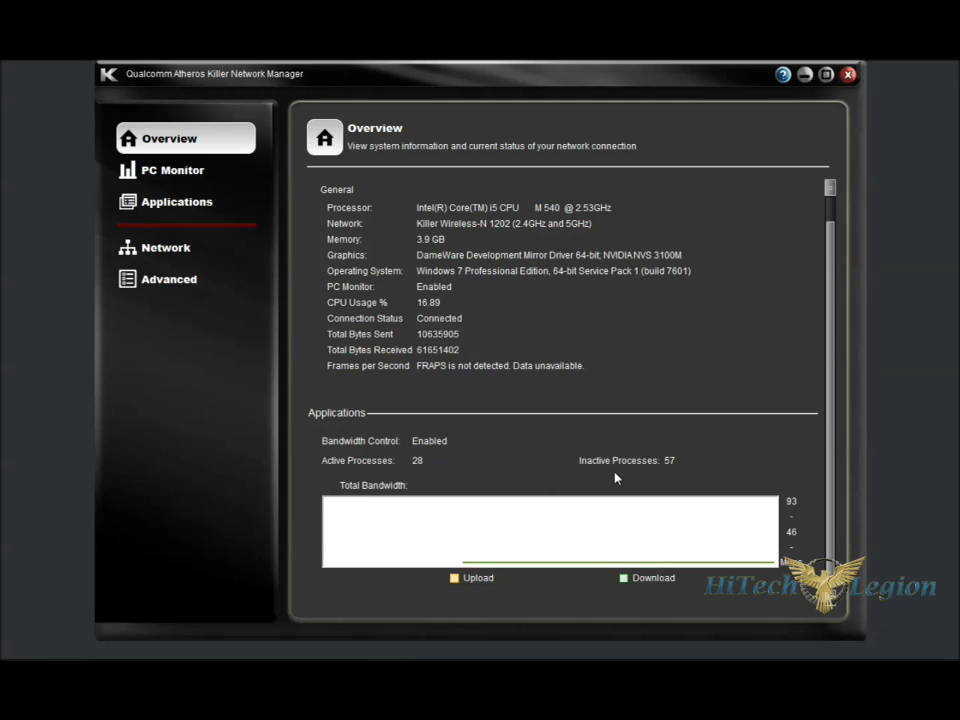 Qualcomm Atheros Killer Network Manager
Overview
PC Monitor
Applications
Network
Advanced
Overview
View system information and current status of your network connection
General
Processor: Intel(R) Core(TM) i5 CPU M 540 @ 2.53GHz
Network: Killer Wireless-N 1202 (2.4GHz and 5GHz)
Memory: 3.9 GB
Graphics: DameWare Development Mirror Driver 64-bit; NVIDIA NVS 3100M
Operating System: Windows 7 Professional Edition, 64-bit Service Pack 1 (build 7601)
PC Monitor: Enabled
CPU Usage % 16.89
Connection Status Connected
Total Bytes Sent 10635905
Total Bytes Received 61651402
Frames per Second FRAPS is not detected. Data unavailable.
Applications
Bandwidth Control: Enabled
Active Processes: 28 Inactive Processes: 57
Total Bandwidth:
93
-
46
-
Upload Download
HiTech Legion